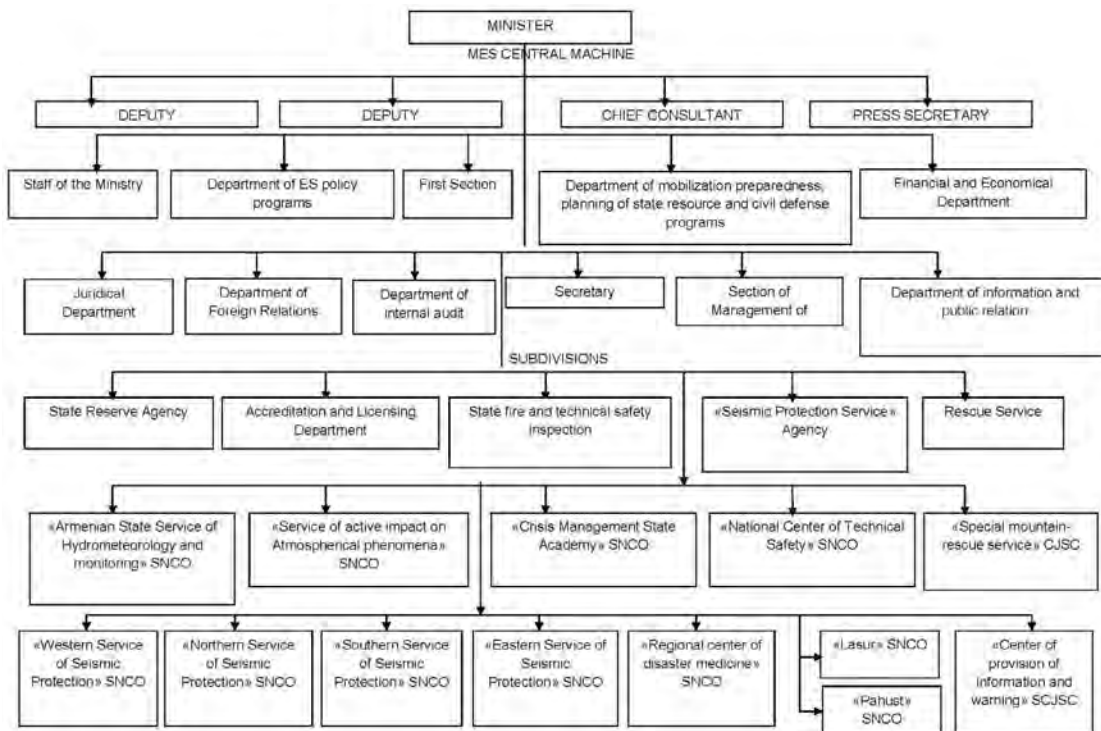 MINISTER
MES CENTRAL MACHINE
DEPUTY
DEPUTY
CHIEF CONSULTANT
PRESS SECRETARY
Staff of the Ministry
Department of ES policy
programs
First Section
Department of mobilization preparedness,
planning of state resource and civil defense
programs
Financial and Economical
Department
Juridical
Department
Department of
Foreign Relations
Department of
internal audit
Secretary
Section of
Management of
Department of information and
public relation
SUBDIVISIONS
State Reserve Agency
Accreditation and Licensing
Department
State fire and technical safety
inspection
«Seismic Protection Service»
Agency
Rescue Service
«Armenian State Service of
Hydrometeorology and
monitoring» SNCO
«Service of active impact on
Atmospherical phenomena»
SNCO
«Crisis Management State
Academy» SNCO
«National Center of Technical
Safety» SNCO
«Special mountain-
rescue service» CJSC
«Western Service
of Seismic
Protection» SNCO
«Northern Service
of Seismic
Protection» SNCO
«Southern Service
of Seismic
Protection» SNCO
«Eastern Service
of Seismic
Protection» SNCO
«Regional center of
disaster medicine»
SNCO
«Lasur» SNCO
«Pahust»
SNCO
«Center of
provision of
information and
warning» SCJSC